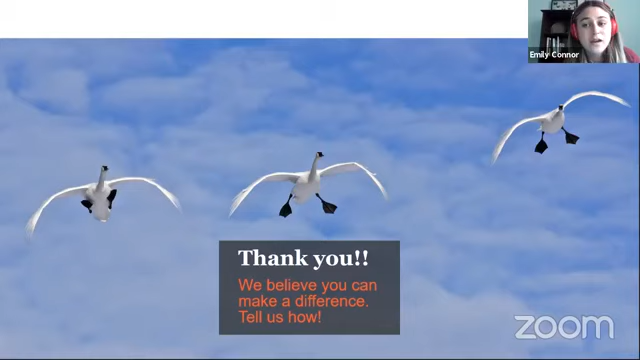 Emily Connor
Thank you!!
We believe you can
make a difference.
Tell us how!
zoom